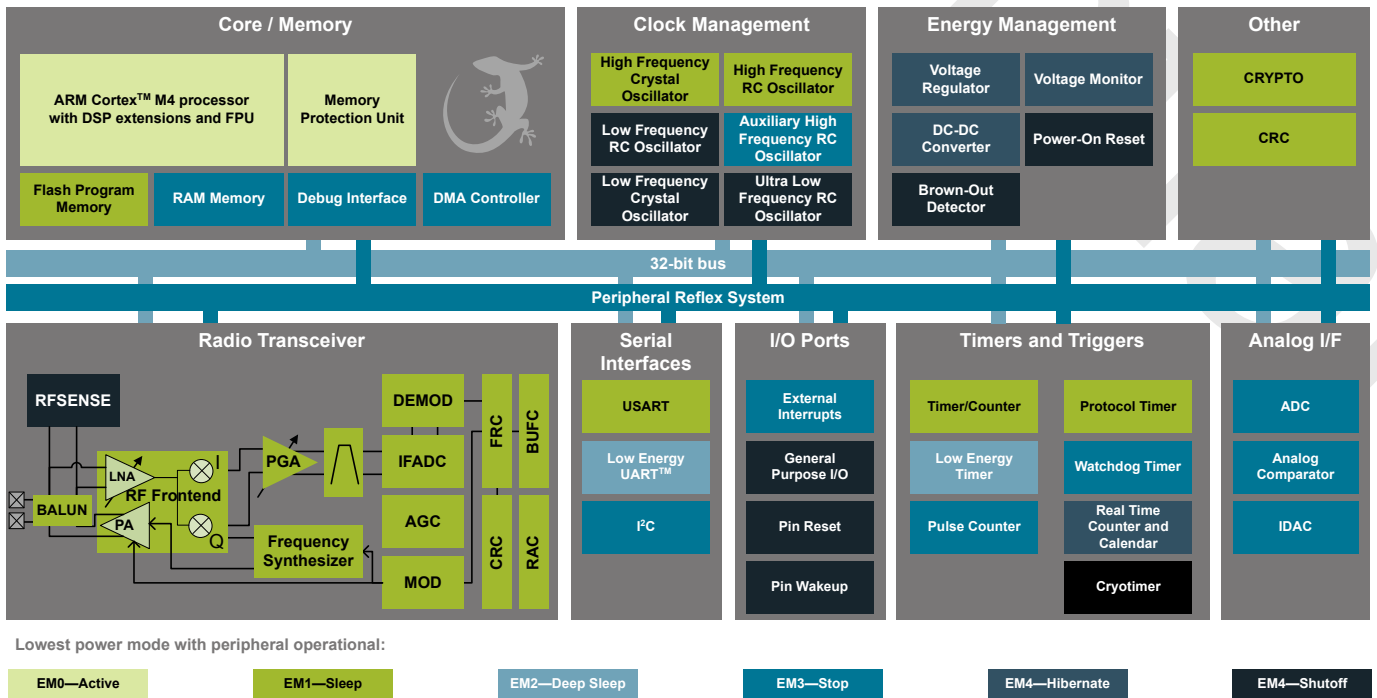 Core / Memory
ARM Cortex™ M4 processor
with DSP extensions and FPU
Memory
Protection Unit
Flash Program
Memory
RAM Memory
Debug Interface
DMA Controller
Clock Management
High Frequency
Crystal
Oscillator
High Frequency
RC Oscillator
Low Frequency
RC Oscillator
Auxiliary High
Frequency RC
Oscillator
Low Frequency
Crystal
Oscillator
Ultra Low
Frequency RC
Oscillator
Energy Management
Voltage
Regulator
Voltage Monitor
DC-DC
Converter
Power-On Reset
Brown-Out
Detector
Other
CRYPTO
CRC
32-bit bus
Peripheral Reflex System
Radio Transceiver
RFSENSE
LNA
I
RF Frontend
BALUN
PA
Q
PGA
Frequency
Synthesizer
DEMOD
IFADC
AGC
MOD
FRC
BUFC
CRC
RAC
Serial
Interfaces
USART
Low Energy
UART™
I²C
I/O Ports
External
Interrupts
General
Purpose I/O
Pin Reset
Pin Wakeup
Timers and Triggers
Timer/Counter
Protocol Timer
Low Energy
Timer
Watchdog Timer
Pulse Counter
Real Time
Counter and
Calendar
Cryotimer
Analog I/F
ADC
Analog
Comparator
IDAC
Lowest power mode with peripheral operational:
EM0—Active
EM1—Sleep
EM2—Deep Sleep
EM3—Stop
EM4—Hibernate
EM4—Shutoff